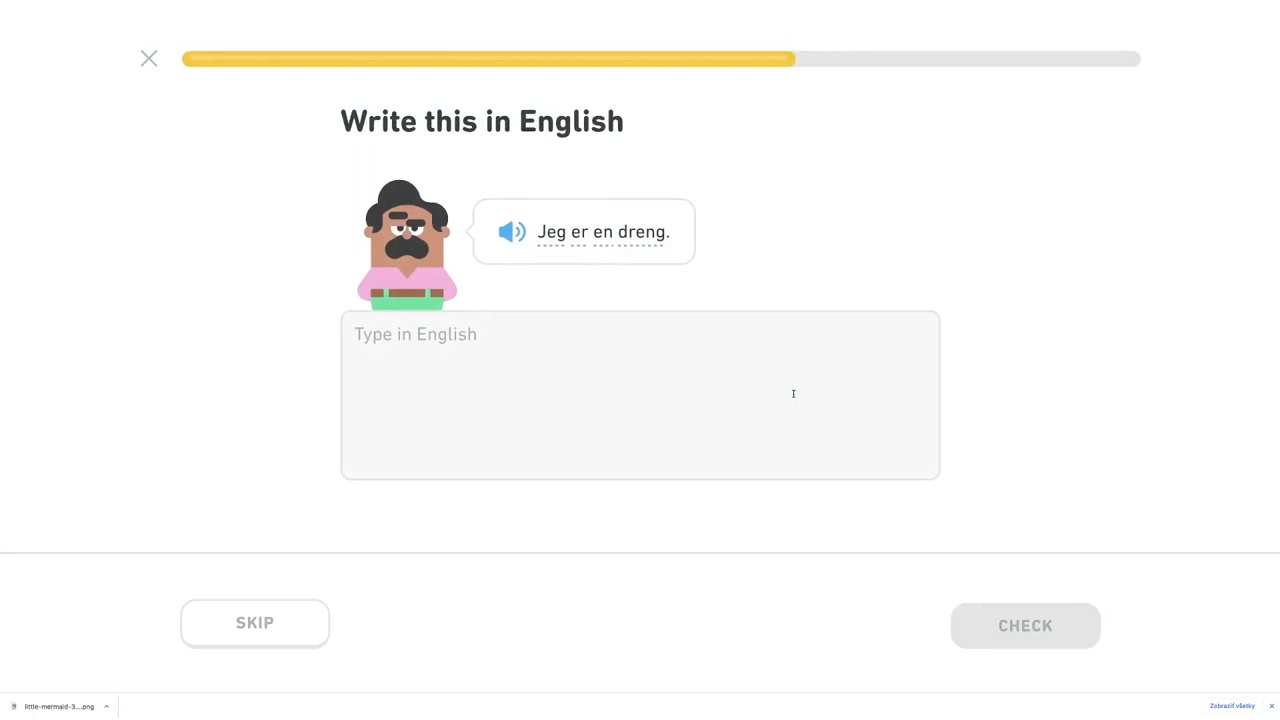 Write this in English
Jeg er en dreng.
Type in English
SKIP
CHECK
little-mermaid-3....png
Zobraziť všetky